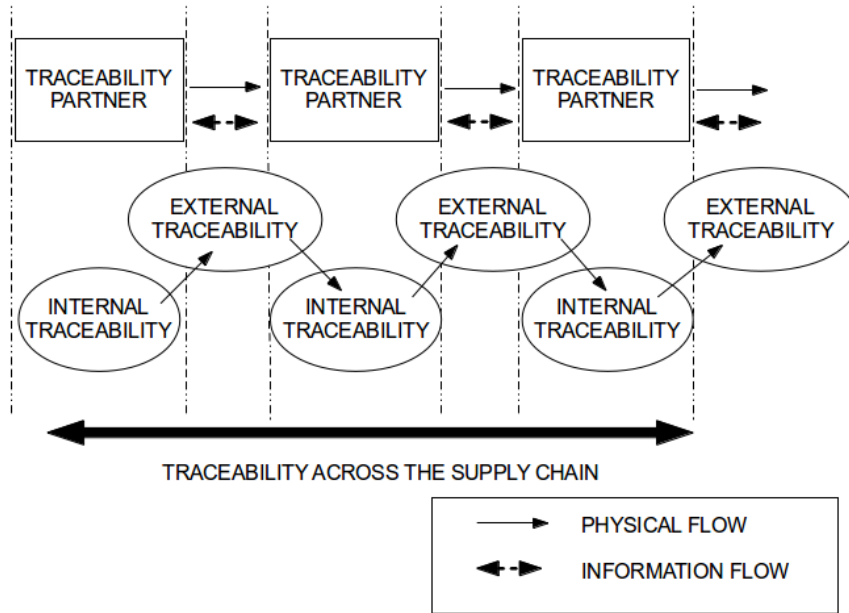 TRACEABILITY
PARTNER
TRACEABILITY
PARTNER
TRACEABILITY
PARTNER
EXTERNAL
TRACEABILITY
EXTERNAL
TRACEABILITY
EXTERNAL
TRACEABILITY
INTERNAL
TRACEABILITY
INTERNAL
TRACEABILITY
INTERNAL
TRACEABILITY
TRACEABILITY ACROSS THE SUPPLY CHAIN
PHYSICAL FLOW
INFORMATION FLOW